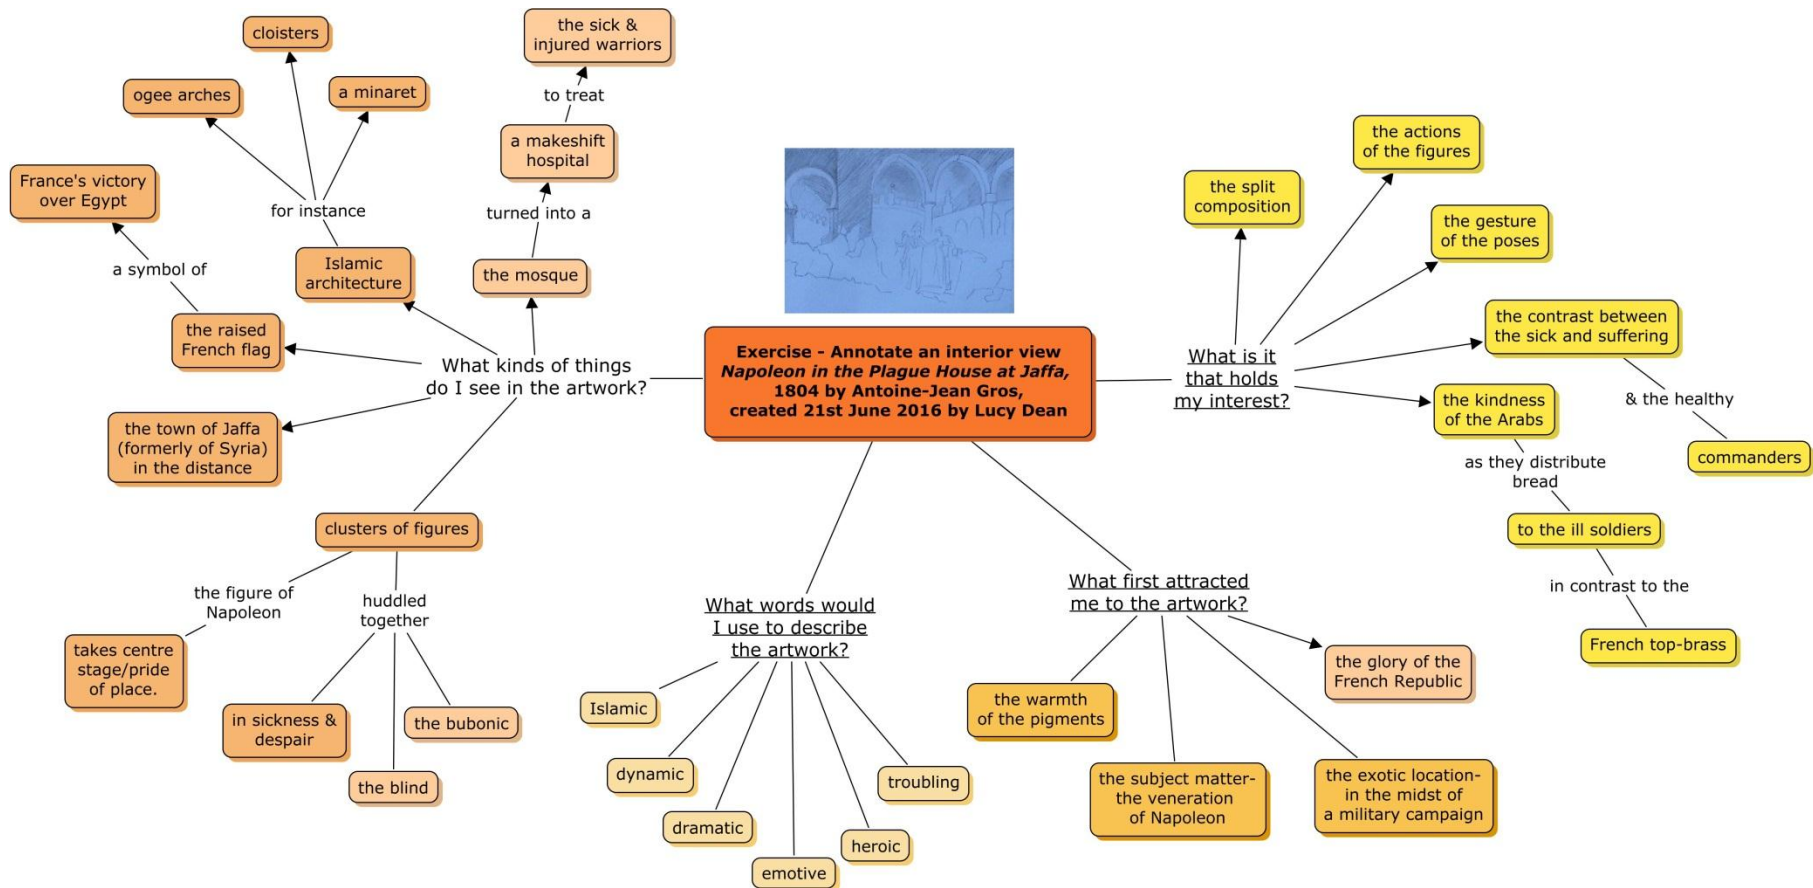 cloisters
ogee arches
a minaret
for instance
Islamic
architecture
France's victory
over Egypt
a symbol of
the raised
French flag
the sick &
injured warriors
to treat
a makeshift
hospital
turned into a
the mosque
What kinds of things
do I see in the artwork?
the town of Jaffa
(formerly of Syria)
in the distance
clusters of figures
the figure of
Napoleon
takes centre
stage/pride
of place.
huddled
together
in sickness &
despair
the blind
the bubonic
Exercise - Annotate an interior view
Napoleon in the Plague House at Jaffa,
1804 by Antoine-Jean Gros,
created 21st June 2016 by Lucy Dean
What words would
I use to describe
the artwork?
Islamic
dynamic
dramatic
emotive
heroic
troubling
What first attracted
me to the artwork?
the warmth
of the pigments
the subject matter-
the veneration
of Napoleon
the exotic location-
in the midst of
a military campaign
the glory of the
French Republic
What is it
that holds
my interest?
the split
composition
the actions
of the figures
the gesture
of the poses
the contrast between
the sick and suffering
& the healthy
commanders
the kindness
of the Arabs
as they distribute
bread
to the ill soldiers
in contrast to the
French top-brass